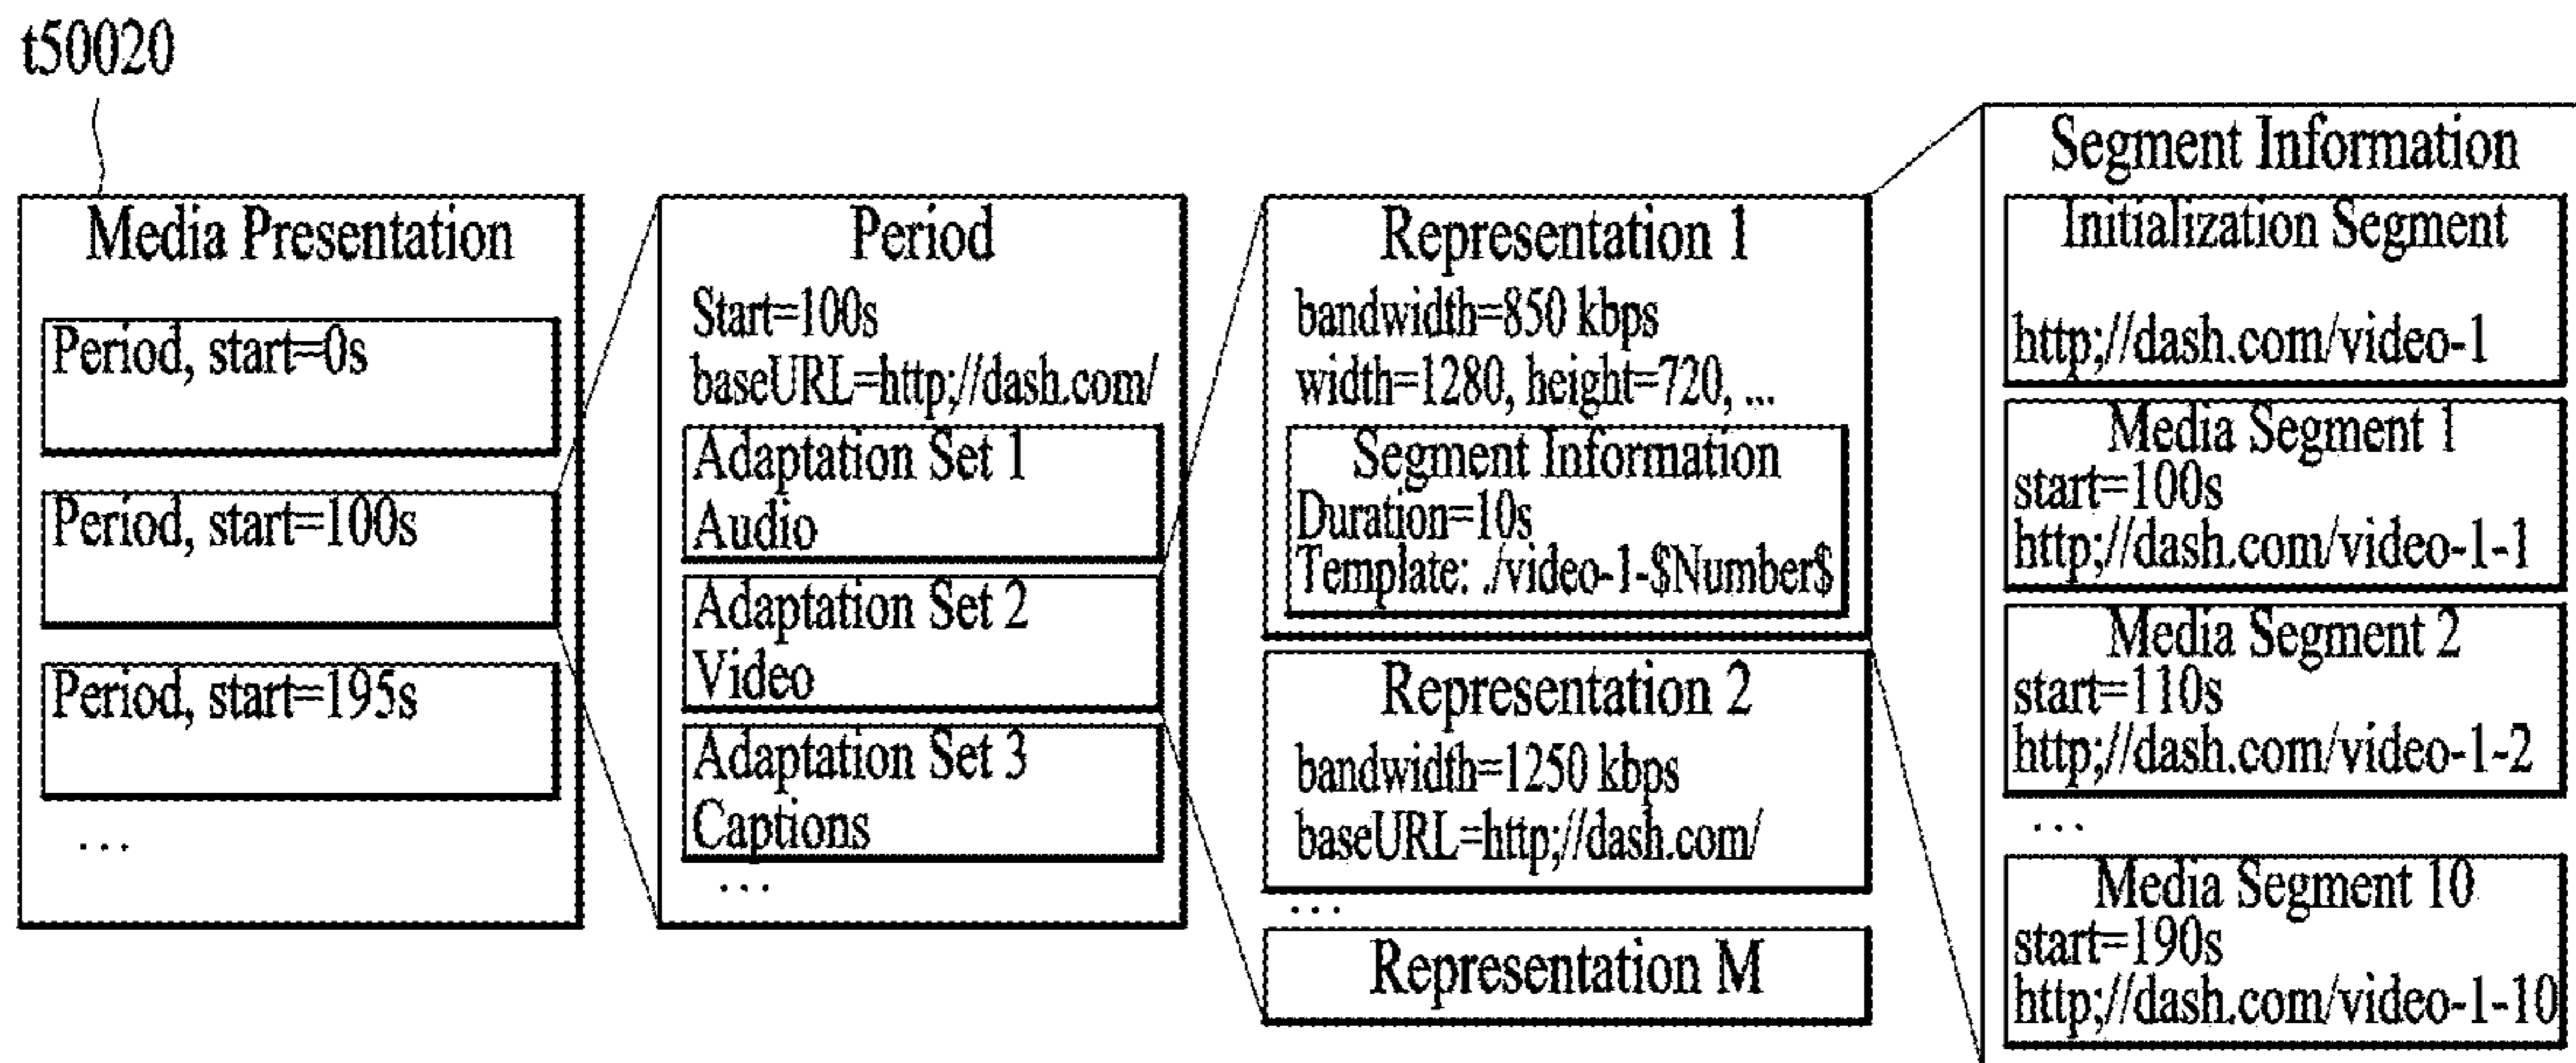 t50020
Media Presentation
Period, start=0s
Period, start=100s
Period, start=195s
...
Period
Start=100s
baseURL=http;//dash.com/
Adaptation Set 1
Audio
Adaptation Set 2
Video
Adaptation Set 3
Captions
...
Representation 1
bandwidth=850 kbps
width=1280, height=720, ...
Segment Information
Duration=10s
Template: ./video-1-$Number$
Representation 2
bandwidth=1250 kbps
baseURL=http;//dash.com/
...
Representation M
Segment Information
Initialization Segment
http;//dash.com/video-1
Media Segment 1
start=100s
http;//dash.com/video-1-1
Media Segment 2
start=110s
http;//dash.com/video-1-2
...
Media Segment 10
start=190s
http;//dash.com/video-1-10